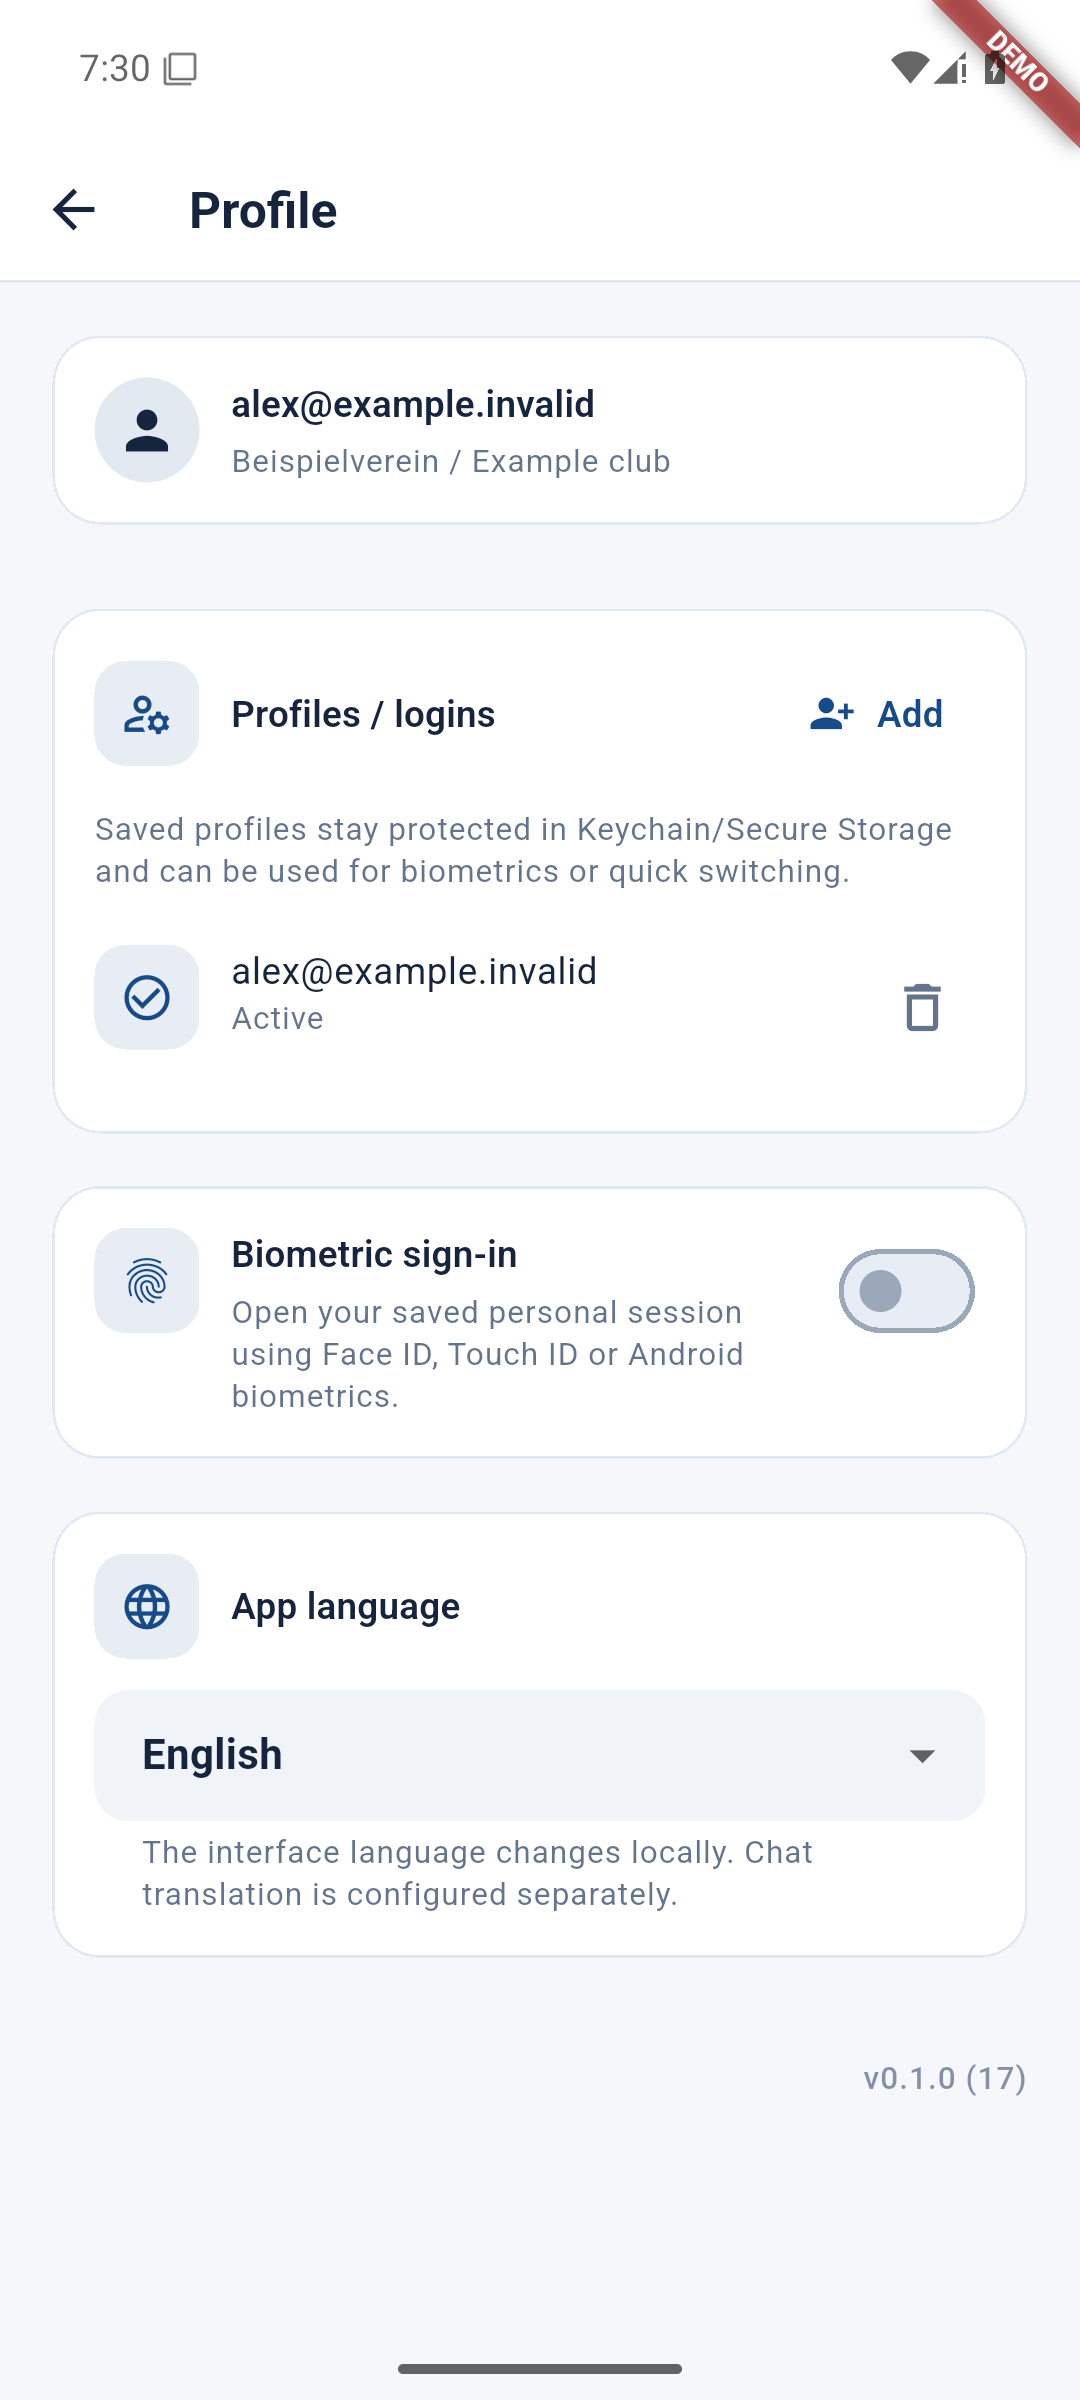 7:30
DEMO
Profile
alex@example.invalid
Beispielverein / Example club
Profiles / logins
Add
Saved profiles stay protected in Keychain/Secure Storage
and can be used for biometrics or quick switching.
alex@example.invalid
Active
Biometric sign-in
Open your saved personal session
using Face ID, Touch ID or Android
biometrics.
App language
English
The interface language changes locally. Chat
translation is configured separately.
v0.1.0 (17)